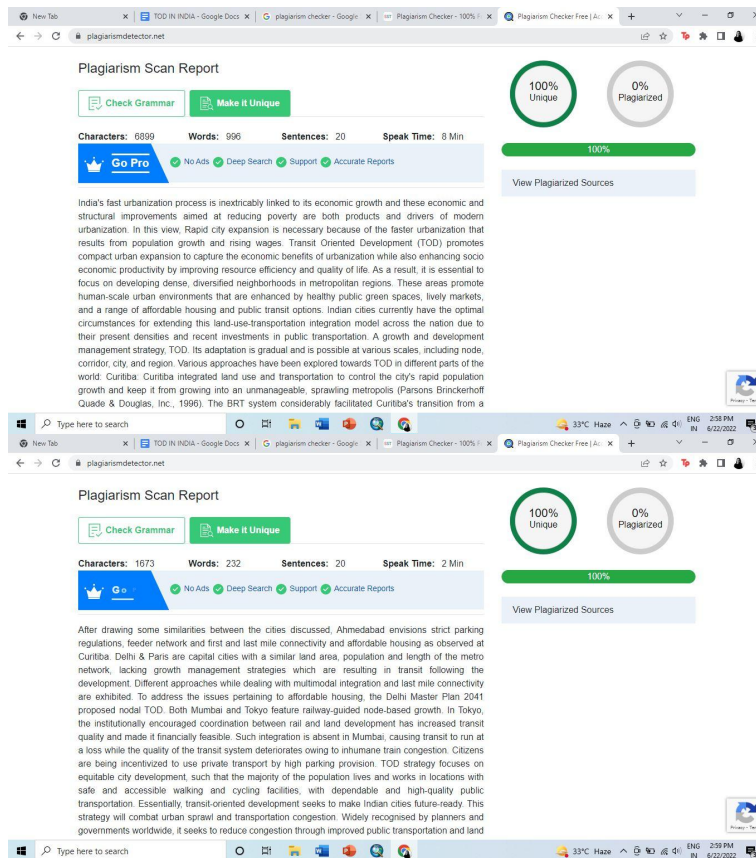 New Tab TOD IN INDIA - Google Docs plagiarism checker - Google Plagiarism Checker - 100% F Plagiarism Checker Free | Ac
plagiarismdetector.net
Plagiarism Scan Report
Check Grammar Make it Unique
100% Unique
0% Plagiarized
Characters: 6899 Words: 996 Sentences: 20 Speak Time: 8 Min
Go Pro No Ads Deep Search Support Accurate Reports
100%
View Plagiarized Sources
India's fast urbanization process is inextricably linked to its economic growth and these economic and
structural improvements aimed at reducing poverty are both products and drivers of modern
urbanization. In this view, Rapid city expansion is necessary because of the faster urbanization that
results from population growth and rising wages. Transit Oriented Development (TOD) promotes
compact urban expansion to capture the economic benefits of urbanization while also enhancing socio
economic productivity by improving resource efficiency and quality of life. As a result, it is essential to
focus on developing dense, diversified neighborhoods in metropolitan regions. These areas promote
human-scale urban environments that are enhanced by healthy public green spaces, lively markets,
and a range of affordable housing and public transit options. Indian cities currently have the optimal
circumstances for extending this land-use-transportation integration model across the nation due to
their present densities and recent investments in public transportation. A growth and development
management strategy, TOD. Its adaptation is gradual and is possible at various scales, including node,
corridor, city, and region. Various approaches have been explored towards TOD in different parts of the
world: Curitiba: Curitiba integrated land use and transportation to control the city's rapid population
growth and keep it from growing into an unmanageable, sprawling metropolis (Parsons Brinckerhoff
Quade & Douglas, Inc., 1996). The BRT system considerably facilitated Curitiba's transition from a
Type here to search 33°C Haze ENG IN 2:58 PM 6/22/2022
New Tab TOD IN INDIA - Google Docs plagiarism checker - Google Plagiarism Checker - 100% F Plagiarism Checker Free | Ac
plagiarismdetector.net
Plagiarism Scan Report
Check Grammar Make it Unique
100% Unique
0% Plagiarized
Characters: 1673 Words: 232 Sentences: 20 Speak Time: 2 Min
Go No Ads Deep Search Support Accurate Reports
100%
View Plagiarized Sources
After drawing some similarities between the cities discussed, Ahmedabad envisions strict parking
regulations, feeder network and first and last mile connectivity and affordable housing as observed at
Curitiba. Delhi & Paris are capital cities with a similar land area, population and length of the metro
network, lacking growth management strategies which are resulting in transit following the
development. Different approaches while dealing with multimodal integration and last mile connectivity
are exhibited. To address the issues pertaining to affordable housing, the Delhi Master Plan 2041
proposed nodal TOD. Both Mumbai and Tokyo feature railway-guided node-based growth. In Tokyo,
the institutionally encouraged coordination between rail and land development has increased transit
quality and made it financially feasible. Such integration is absent in Mumbai, causing transit to run at
a loss while the quality of the transit system deteriorates owing to inhumane train congestion. Citizens
are being incentivized to use private transport by high parking provision. TOD strategy focuses on
equitable city development, such that the majority of the population lives and works in locations with
safe and accessible walking and cycling facilities, with dependable and high-quality public
transportation. Essentially, transit-oriented development seeks to make Indian cities future-ready. This
strategy will combat urban sprawl and transportation congestion. Widely recognised by planners and
governments worldwide, it seeks to reduce congestion through improved public transportation and land
Type here to search 33°C Haze ENG IN 2:59 PM 6/22/2022